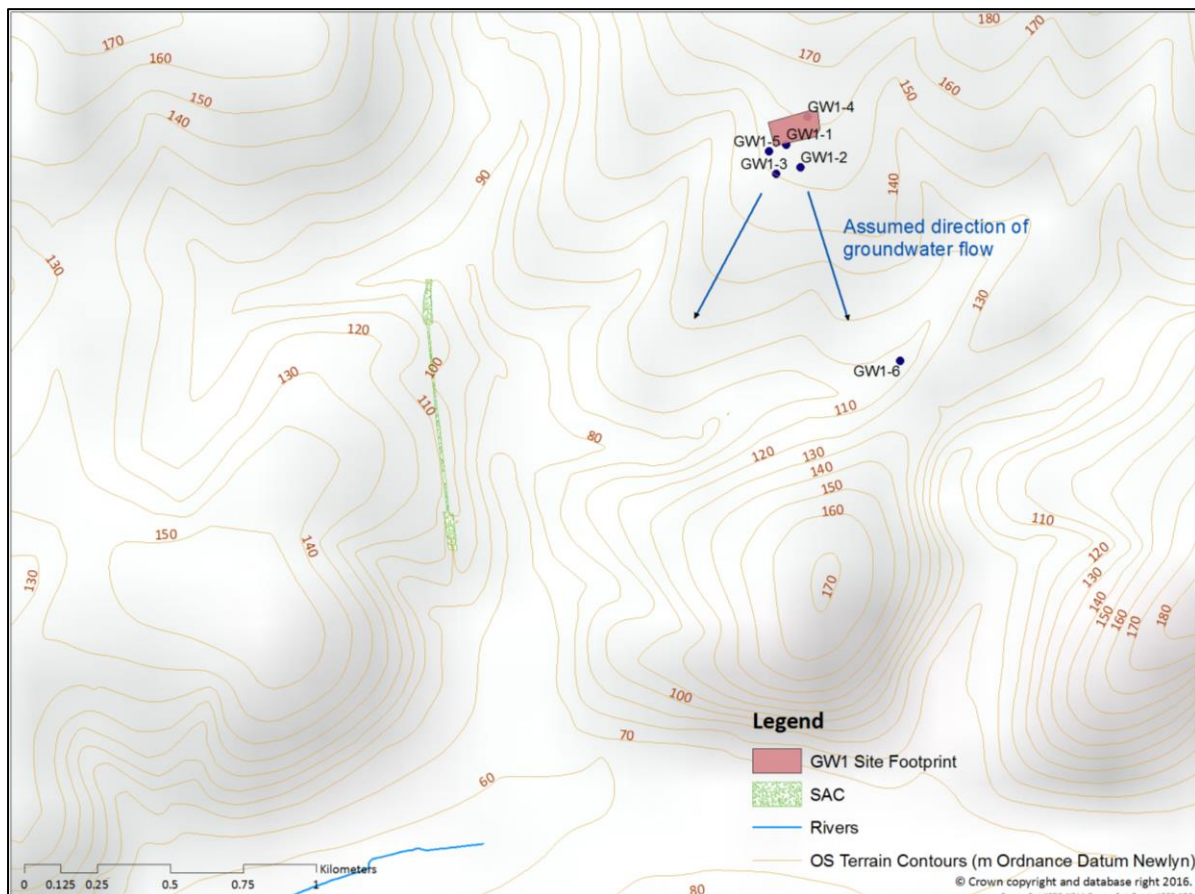 180
170
170
170
160
160
150
150
140
GW1-4
GW1-5
GW1-1
GW1-3
GW1-2
90
140
130
Assumed direction of
groundwater flow
130
120
100
130
110
GW1-6
110
80
120
130
140
150
160
170
150
140
130
110
120
130
140
150
160
170
180
100
70
60
80
Legend
GW1 Site Footprint
SAC
Rivers
OS Terrain Contours (m Ordnance Datum Newlyn)
Kilometers
0 0.125 0.25 0.5 0.75 1
© Crown copyright and database right 2016.